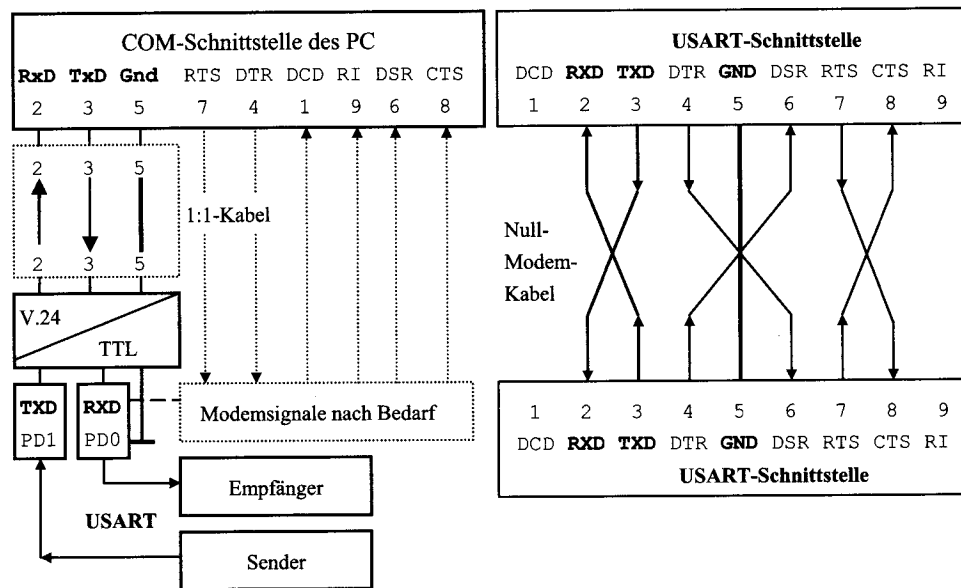 COM-Schnittstelle des PC
RxD TxD Gnd RTS DTR DCD RI DSR CTS
2 3 5 7 4 1 9 6 8
2 3 5
1:1-Kabel
2 3 5
V.24
TTL
TXD RXD
PD1 PD0
Modemsignale nach Bedarf
Empfänger
USART
Sender
USART-Schnittstelle
DCD RXD TXD DTR GND DSR RTS CTS RI
1 2 3 4 5 6 7 8 9
Null-
Modem-
Kabel
1 2 3 4 5 6 7 8 9
DCD RXD TXD DTR GND DSR RTS CTS RI
USART-Schnittstelle